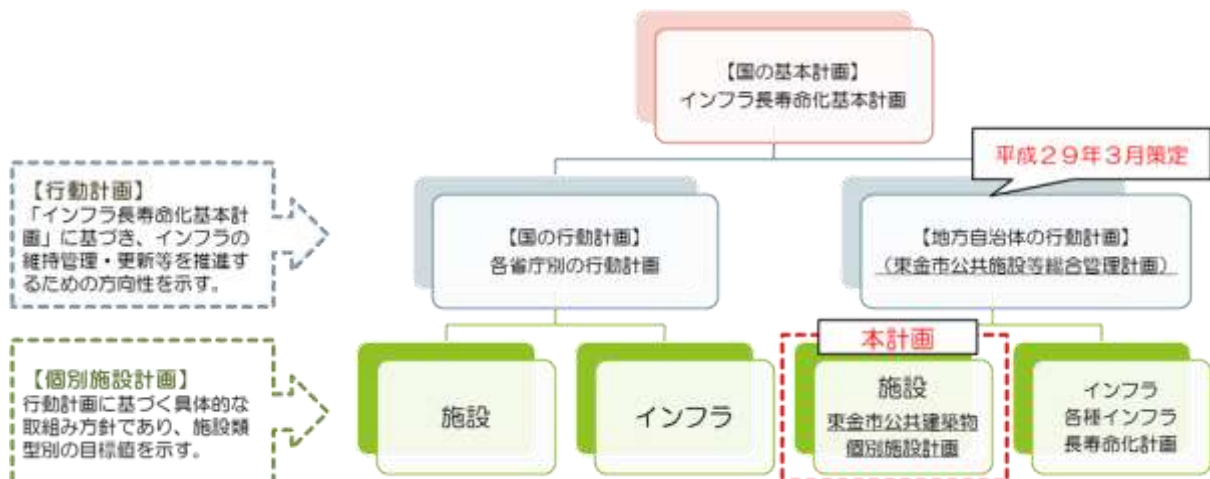 【国の基本計画】
インフラ長寿命化基本計画
平成２９年３月策定
【行動計画】
「インフラ長寿命化基本計
画」に基づき、インフラの
維持管理・更新等を推進す
るための方向性を示す。
【国の行動計画】
各省庁別の行動計画
【地方自治体の行動計画】
（東金市公共施設等総合管理計画）
本計画
【個別施設計画】
行動計画に基づく具体的な
取組み方針であり、施設類
型別の目標値を示す。
施設
インフラ
施設
東金市公共建築物
個別施設計画
インフラ
各種インフラ
長寿命化計画